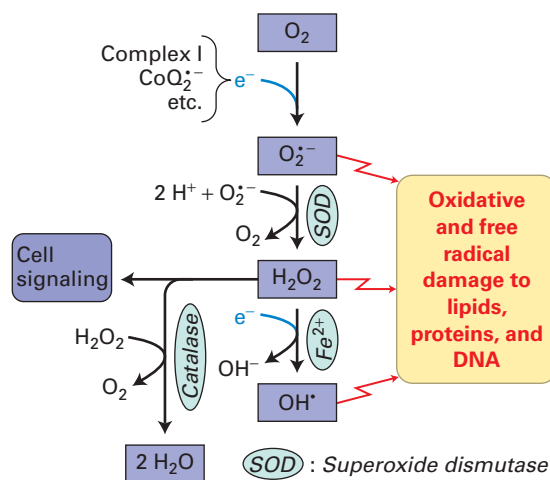 O₂
Complex I
CoQ₂•⁻
etc.
e⁻
O₂•⁻
2 H⁺ + O₂•⁻
O₂
SOD
Oxidative
and free
radical
damage to
lipids,
proteins, and
DNA
Cell
signaling
H₂O₂
H₂O₂
O₂
Catalase
e⁻
OH⁻
Fe²⁺
OH•
2 H₂O
SOD : Superoxide dismutase